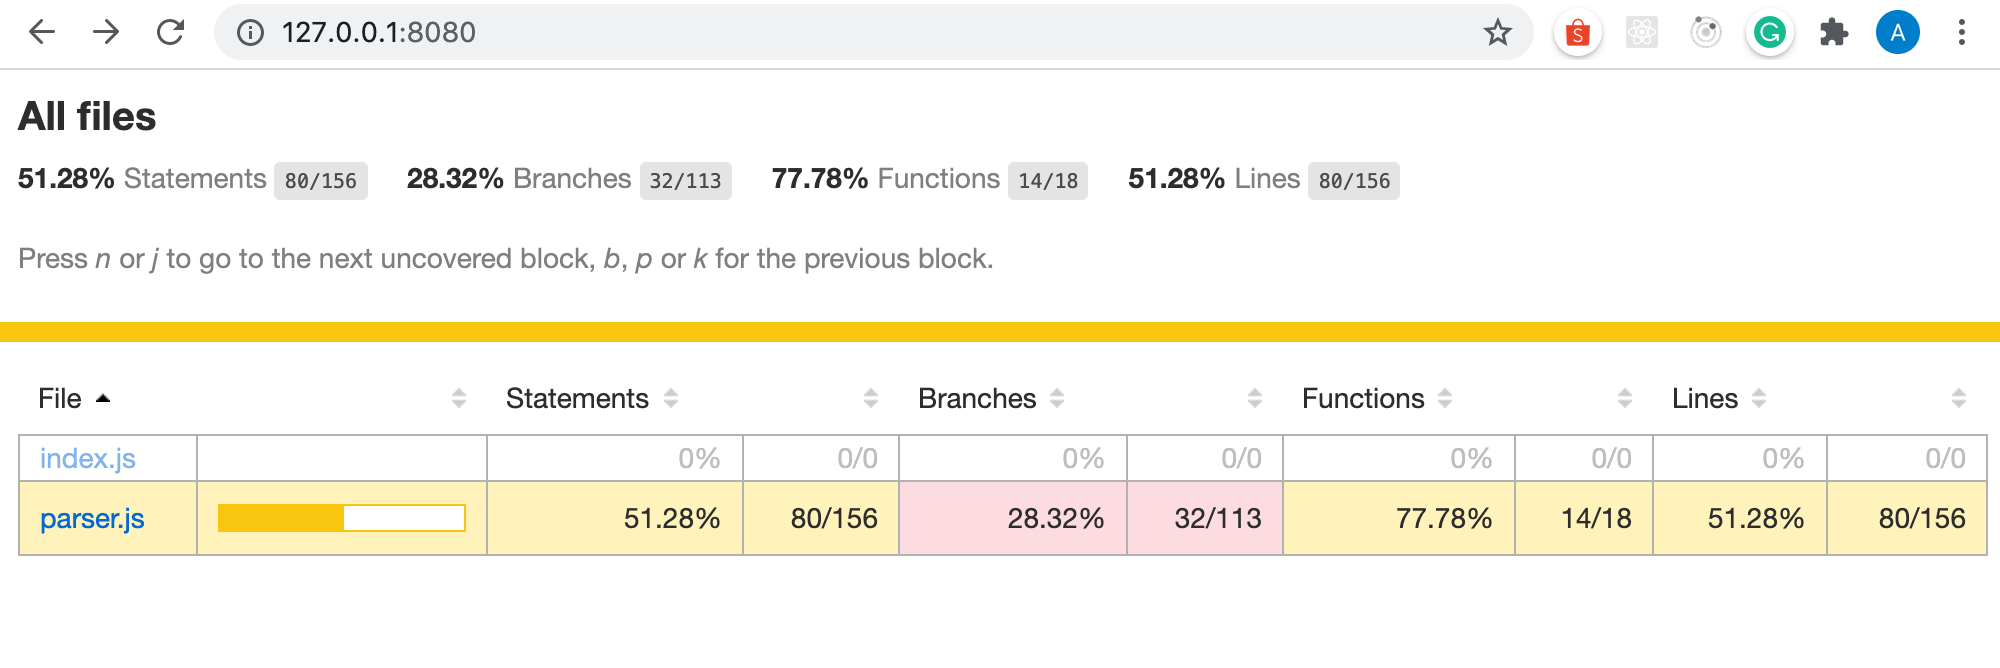 127.0.0.1:8080
S
G
A
All files
51.28% Statements 80/156 28.32% Branches 32/113 77.78% Functions 14/18 51.28% Lines 80/156
Press n or j to go to the next uncovered block, b, p or k for the previous block.
File Statements Branches Functions Lines
index.js 0% 0/0 0% 0/0 0% 0/0 0% 0/0
parser.js 51.28% 80/156 28.32% 32/113 77.78% 14/18 51.28% 80/156